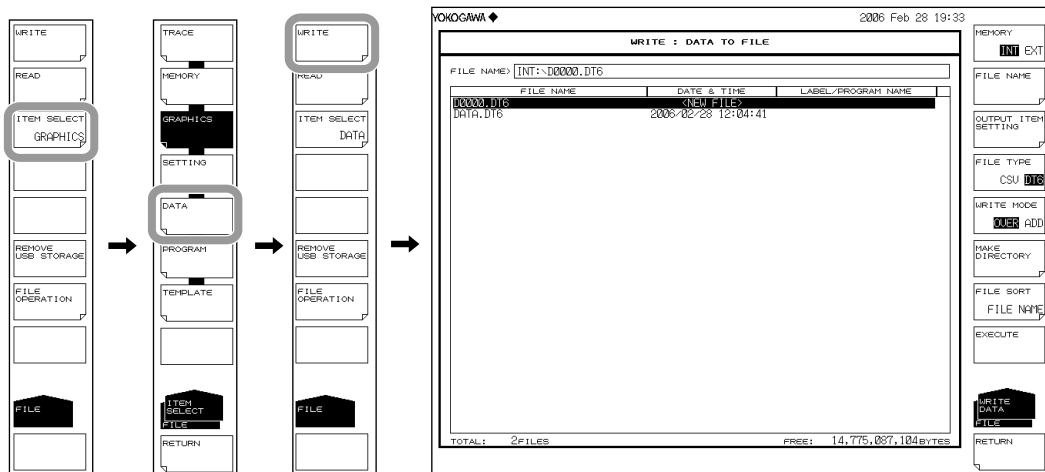 WRITE
READ
ITEM SELECT
GRAPHICS
REMOVE
USB STORAGE
FILE
OPERATION
FILE
TRACE
MEMORY
GRAPHICS
SETTING
DATA
PROGRAM
TEMPLATE
ITEM
SELECT
FILE
RETURN
WRITE
READ
ITEM SELECT
DATA
REMOVE
USB STORAGE
FILE
OPERATION
FILE
YOKOGAWA
2006 Feb 28 19:33
WRITE : DATA TO FILE
FILE NAME> INT:\D0000.DT6
FILE NAME DATE & TIME LABEL/PROGRAM NAME
D0000.DT6 <NEW FILE>
DATA.DT6 2006/02/28 12:04:41
TOTAL: 2FILES FREE: 14,775,087,104BYTES
MEMORY
INT EXT
FILE NAME
OUTPUT ITEM
SETTING
FILE TYPE
CSV DT6
WRITE MODE
OVER ADD
MAKE
DIRECTORY
FILE SORT
FILE NAME
EXECUTE
WRITE
DATA
FILE
RETURN